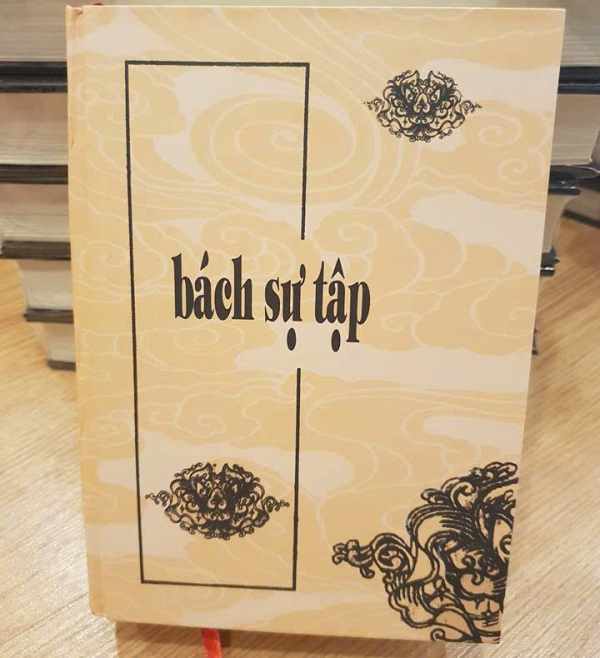 bách sự tập